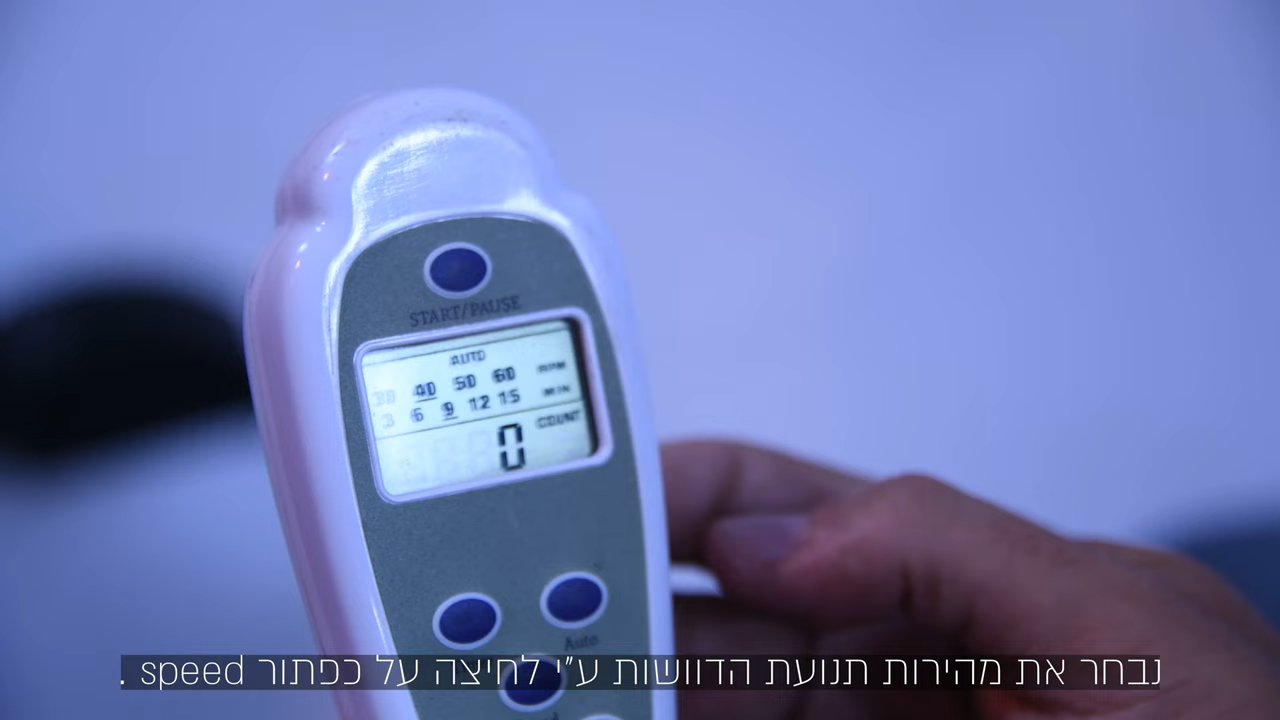 START/PAUSE
AUTO
30 40 50 60 RPM
3 6 9 12 15 MIN
COUNT
0
Auto
נבחר את מהירות תנועת הדוושות ע"י לחיצה על כפתור speed .